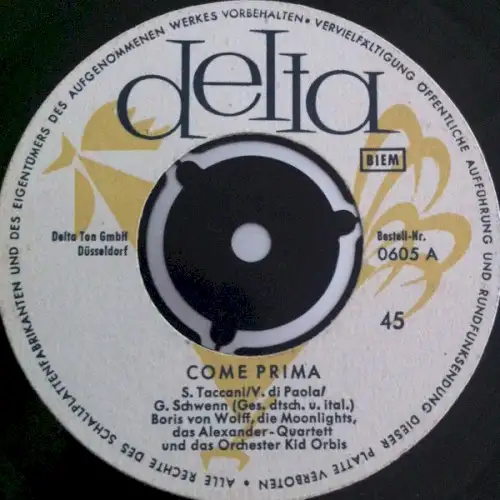 ALLE RECHTE DES SCHALLPLATTENFABRIKANTEN UND DES EIGENTÜMERS DES AUFGENOMMENEN WERKES VORBEHALTEN • VERVIELFÄLTIGUNG ÖFFENTLICHE AUFFÜHRUNG UND RUNDFUNKSENDUNG DIESER PLATTE VERBOTEN •
delta
BIEM
Delta Ton GmbH
Düsseldorf
Bestell-Nr.
0605 A
45
COME PRIMA
S. Taccani/V. di Paola/
G. Schwenn (Ges. dtsch. u. ital.)
Boris von Wolff, die Moonlights,
das Alexander-Quartett
und das Orchester Kid Orbis